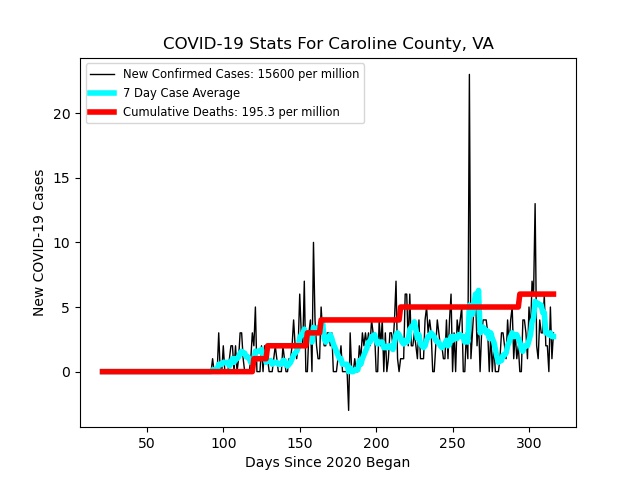 COVID-19 Stats For Caroline County, VA
New Confirmed Cases: 15600 per million
7 Day Case Average
Cumulative Deaths: 195.3 per million
New COVID-19 Cases
20
15
10
5
0
50 100 150 200 250 300
Days Since 2020 Began